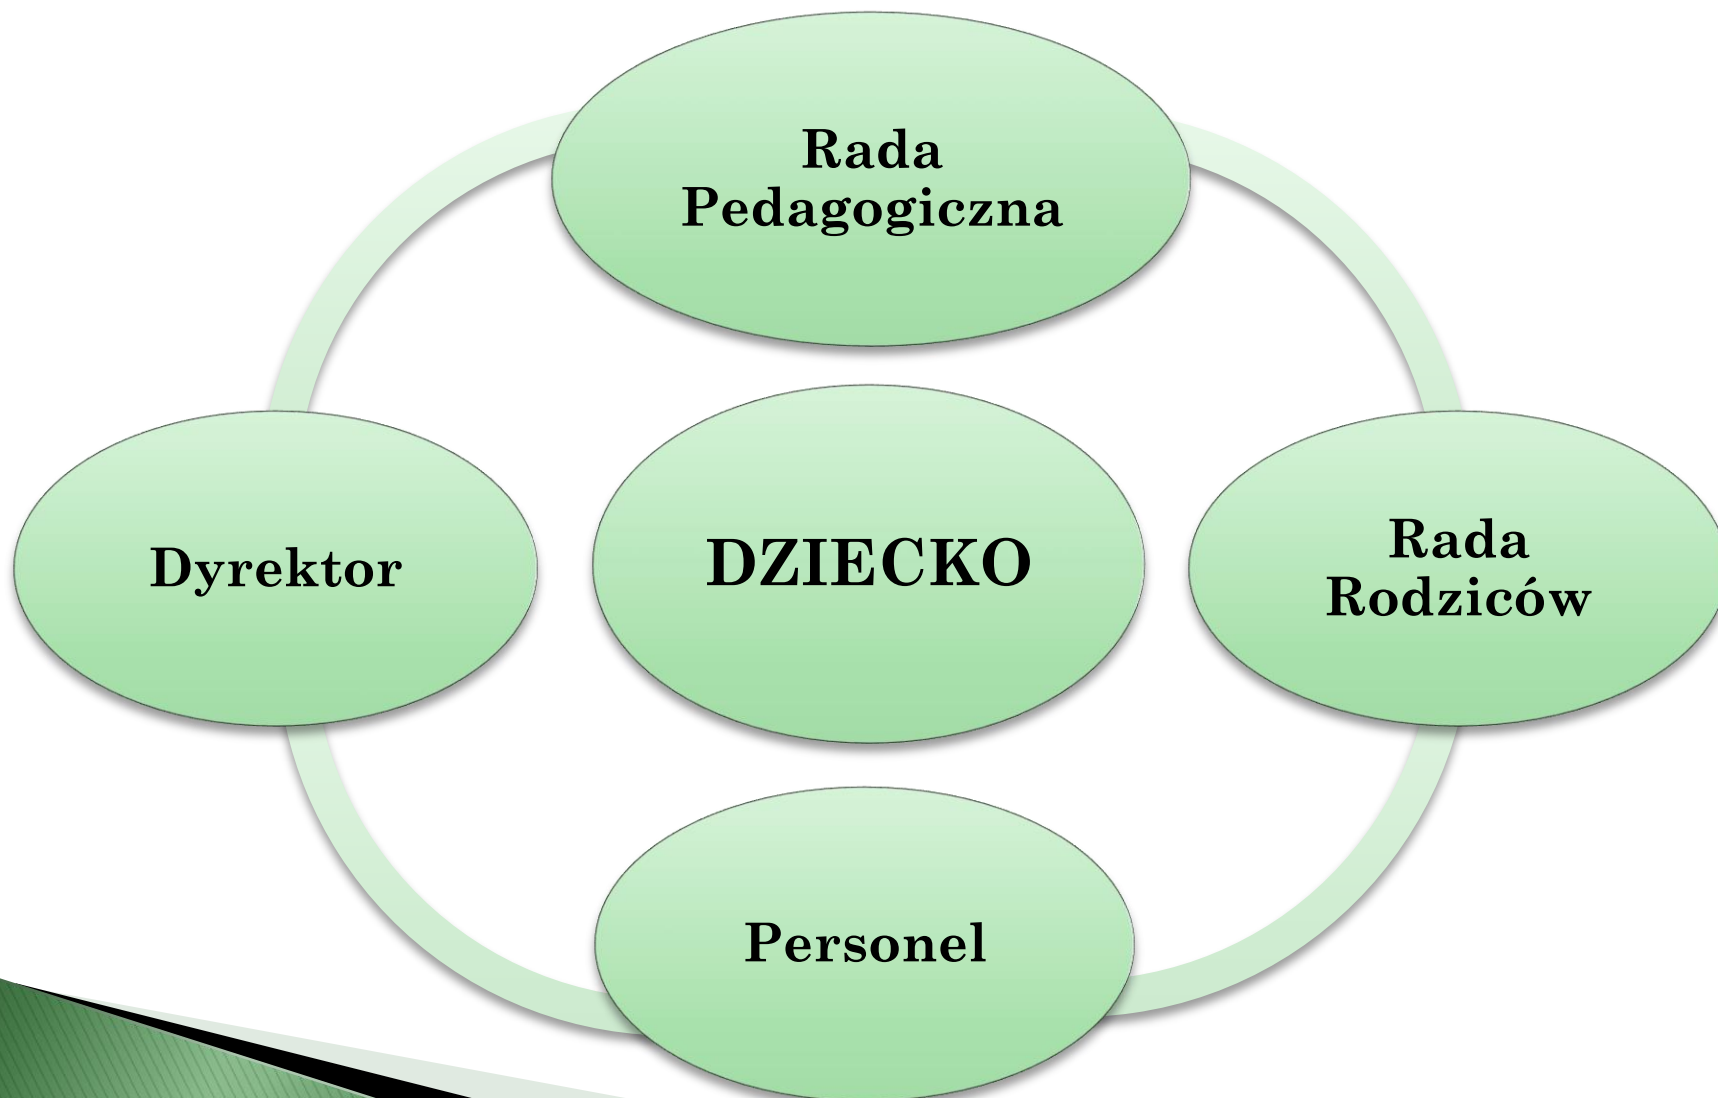 Rada
Pedagogiczna
Dyrektor
DZIECKO
Rada
Rodziców
Personel